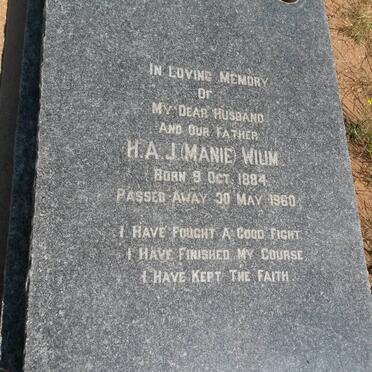 IN LOVING MEMORY
OF
MY DEAR HUSBAND
AND OUR FATHER
H.A.J. (MANIE) WIUM
BORN 9 OCT. 1884
PASSED AWAY 30 MAY 1960
I HAVE FOUGHT A GOOD FIGHT
I HAVE FINISHED MY COURSE
I HAVE KEPT THE FAITH